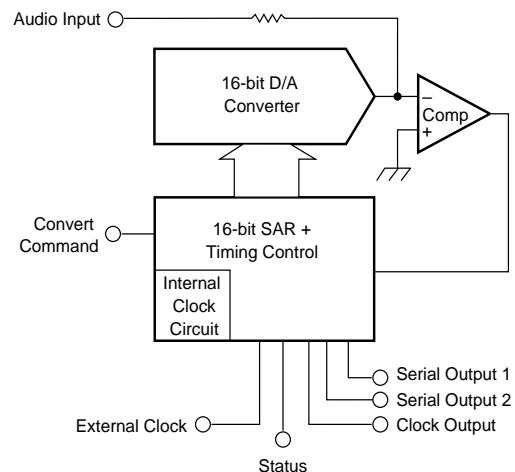 Audio Input
16-bit D/A
Converter
–
Comp
+
Convert
Command
16-bit SAR +
Timing Control
Internal
Clock
Circuit
Serial Output 1
Serial Output 2
External Clock
Clock Output
Status